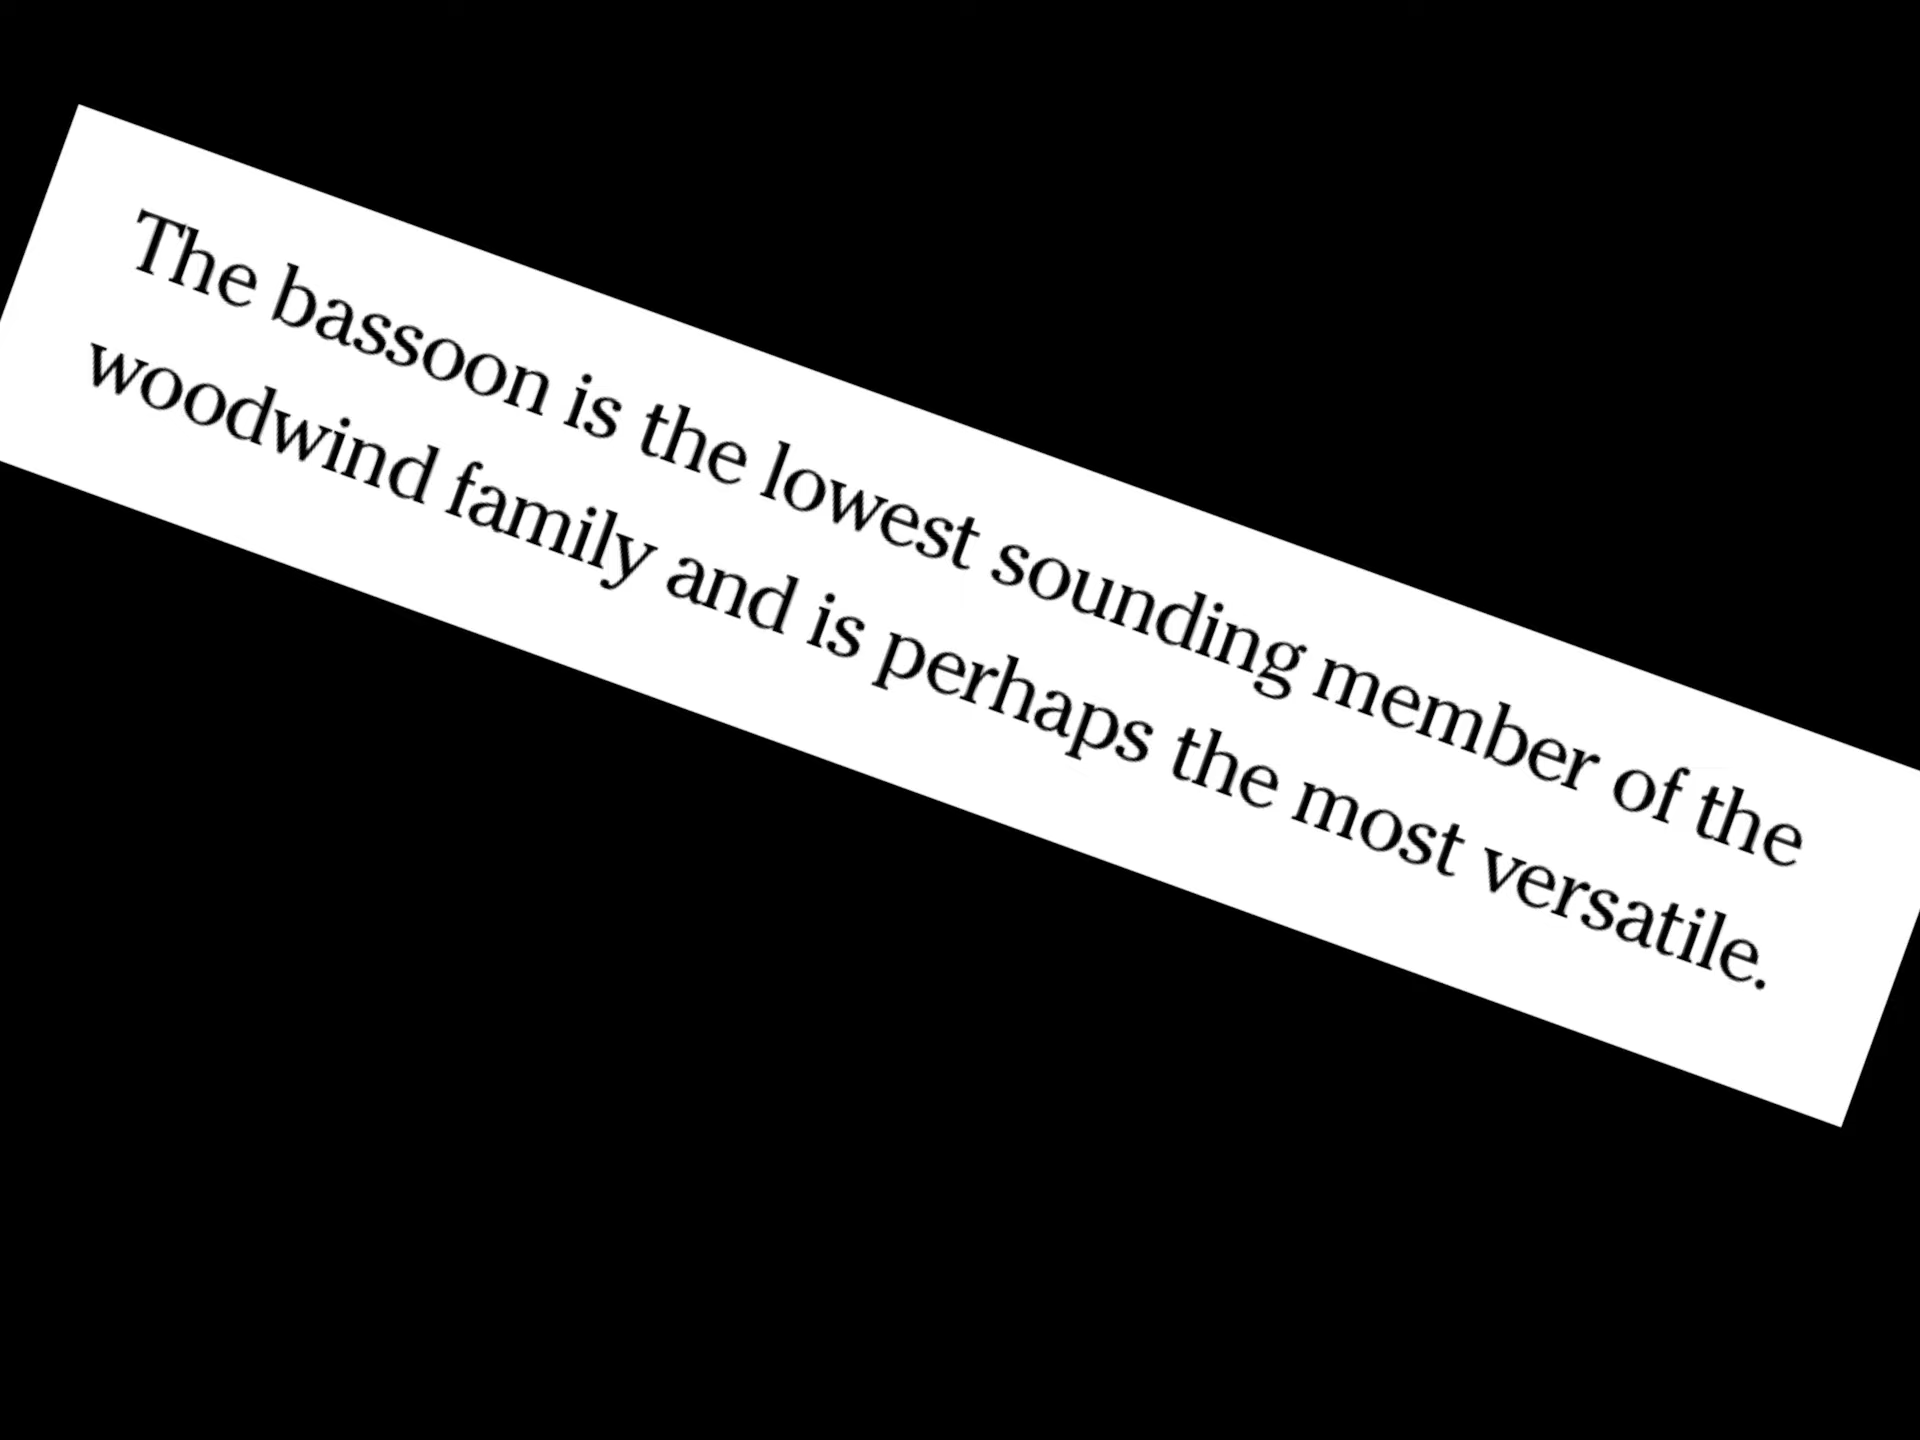 The bassoon is the lowest sounding member of the
woodwind family and is perhaps the most versatile.